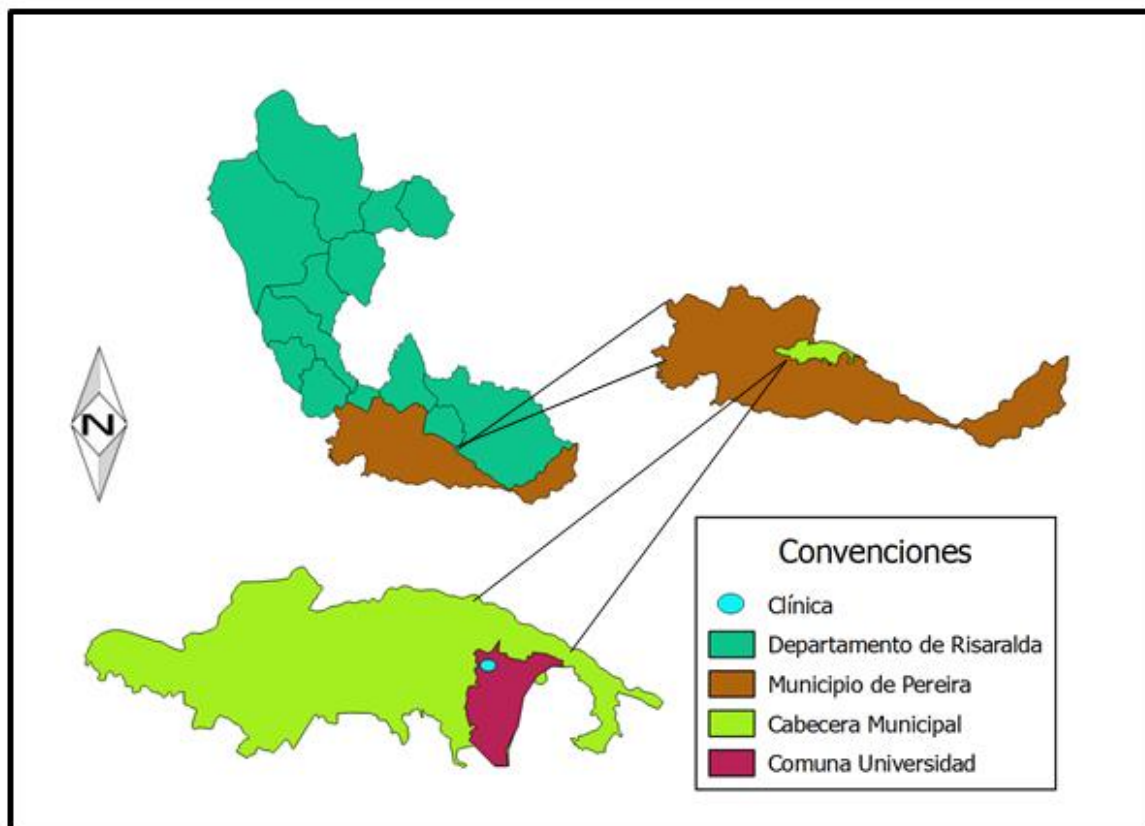 N
Convenciones
Clínica
Departamento de Risaralda
Municipio de Pereira
Cabecera Municipal
Comuna Universidad